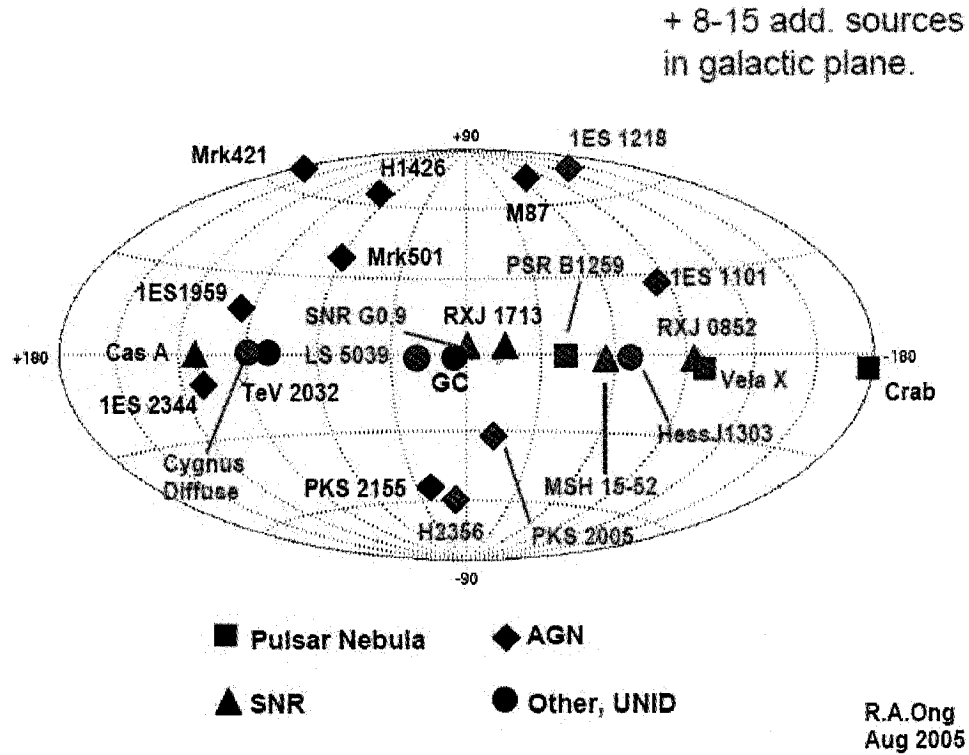 + 8-15 add. sources
in galactic plane.
+90
1ES 1218
Mrk421
H1426
M87
Mrk501
PSR B1259
1ES 1101
1ES1959
SNR G0.9
RXJ 1713
RXJ 0852
+180
Cas A
LS 5039
-180
GC
Vela X
1ES 2344
TeV 2032
Crab
HessJ1303
Cygnus
Diffuse
PKS 2155
MSH 15-52
H2356
PKS 2005
-90
Pulsar Nebula
AGN
SNR
Other, UNID
R.A.Ong
Aug 2005